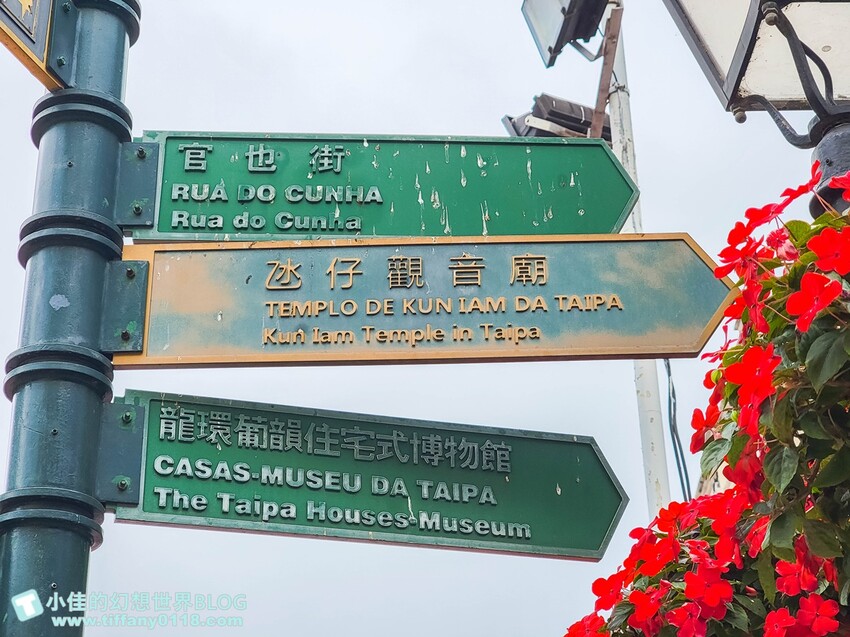 官也街
RUA DO CUNHA
Rua do Cunha
氹仔觀音廟
TEMPLO DE KUN IAM DA TAIPA
Kun Iam Temple in Taipa
龍環葡韻住宅式博物館
CASAS-MUSEU DA TAIPA
The Taipa Houses-Museum
小佳的幻想世界BLOG
www.tiffany0118.com